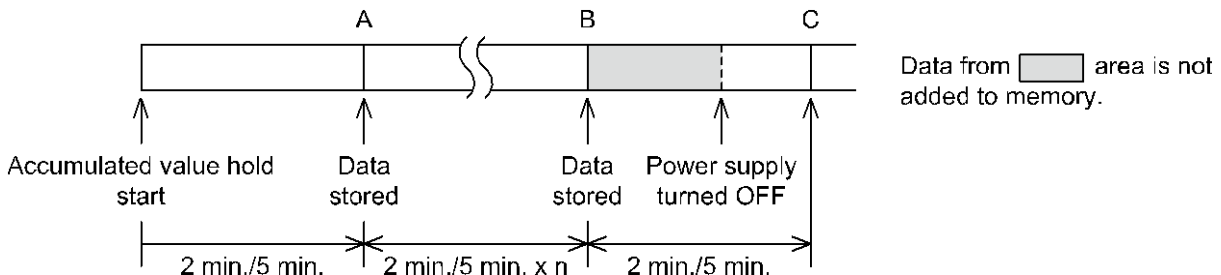 A
B
C
Data from area is not
added to memory.
Accumulated value hold
start
Data
stored
Data
stored
Power supply
turned OFF
2 min./5 min.
2 min./5 min. x n
2 min./5 min.